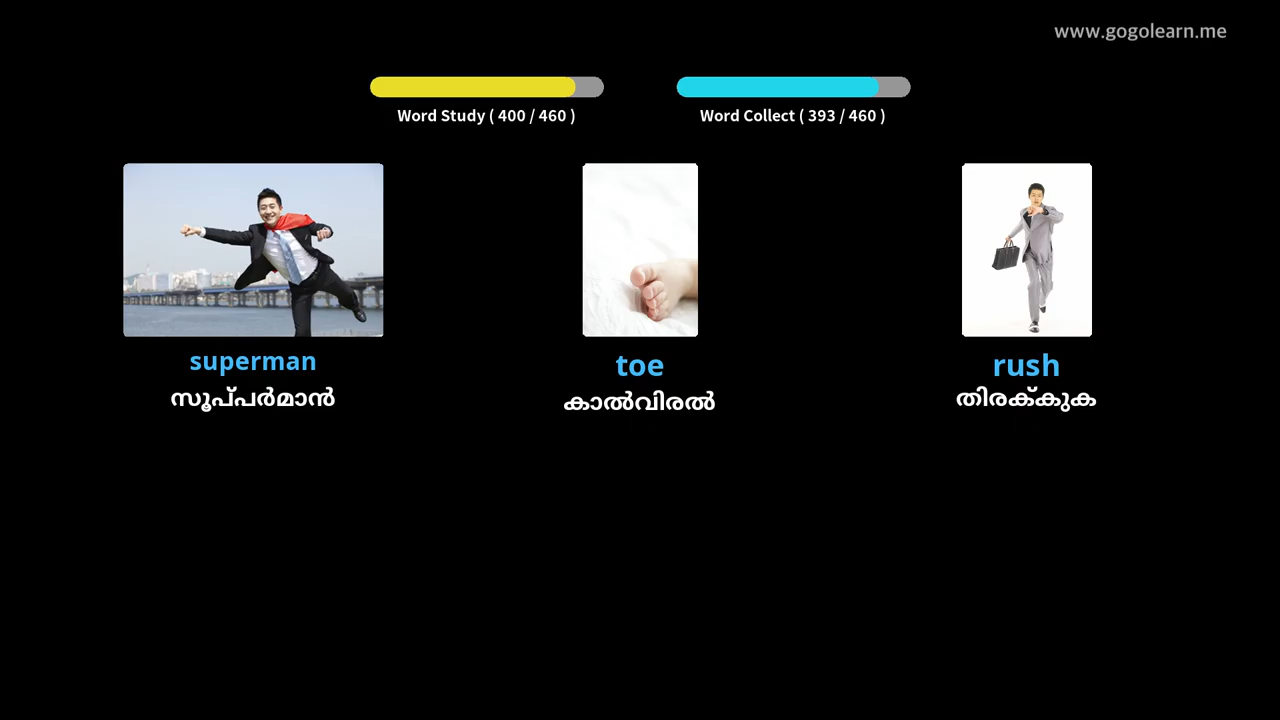 www.gogolearn.me
Word Study ( 400 / 460 )
Word Collect ( 393 / 460 )
superman
സൂപ്പർമാൻ
toe
കാൽവിരൽ
rush
തിരക്കുക